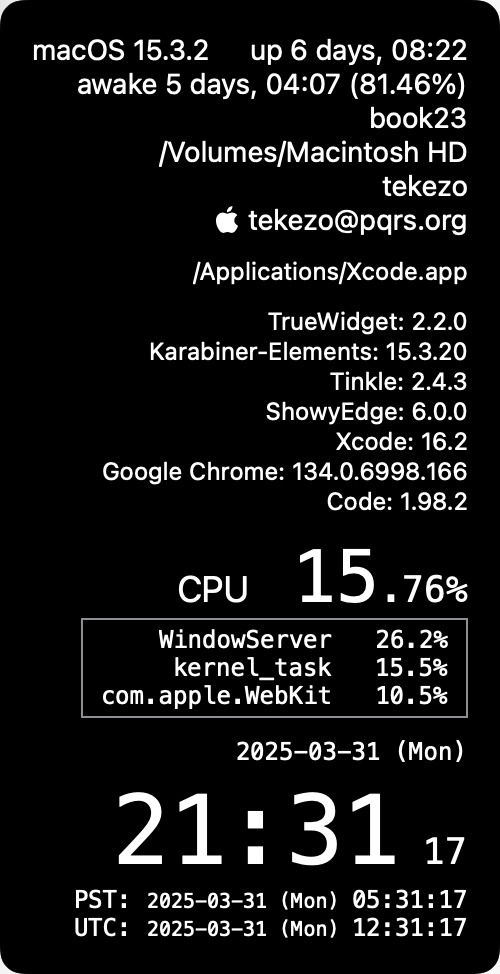 macOS 15.3.2 up 6 days, 08:22
awake 5 days, 04:07 (81.46%)
book23
/Volumes/Macintosh HD
tekezo
tekezo@pqrs.org
/Applications/Xcode.app
TrueWidget: 2.2.0
Karabiner-Elements: 15.3.20
Tinkle: 2.4.3
ShowyEdge: 6.0.0
Xcode: 16.2
Google Chrome: 134.0.6998.166
Code: 1.98.2
CPU 15.76%
WindowServer 26.2%
kernel_task 15.5%
com.apple.WebKit 10.5%
2025-03-31 (Mon)
21:31 17
PST: 2025-03-31 (Mon) 05:31:17
UTC: 2025-03-31 (Mon) 12:31:17